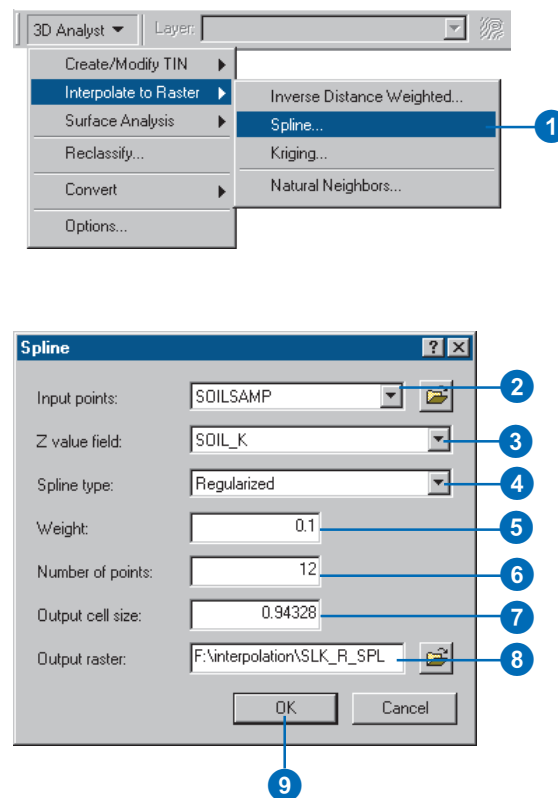 3D Analyst Layer:
Create/Modify TIN
Interpolate to Raster
Surface Analysis
Reclassify...
Convert
Options...
Inverse Distance Weighted...
Spline...
Kriging...
Natural Neighbors...
1
Spline ?
Input points: SOILSAMP 2
Z value field: SOIL_K 3
Spline type: Regularized 4
Weight: 0.1 5
Number of points: 12 6
Output cell size: 0.94328 7
Output raster: F:\interpolation\SLK_R_SPL 8
OK Cancel
9